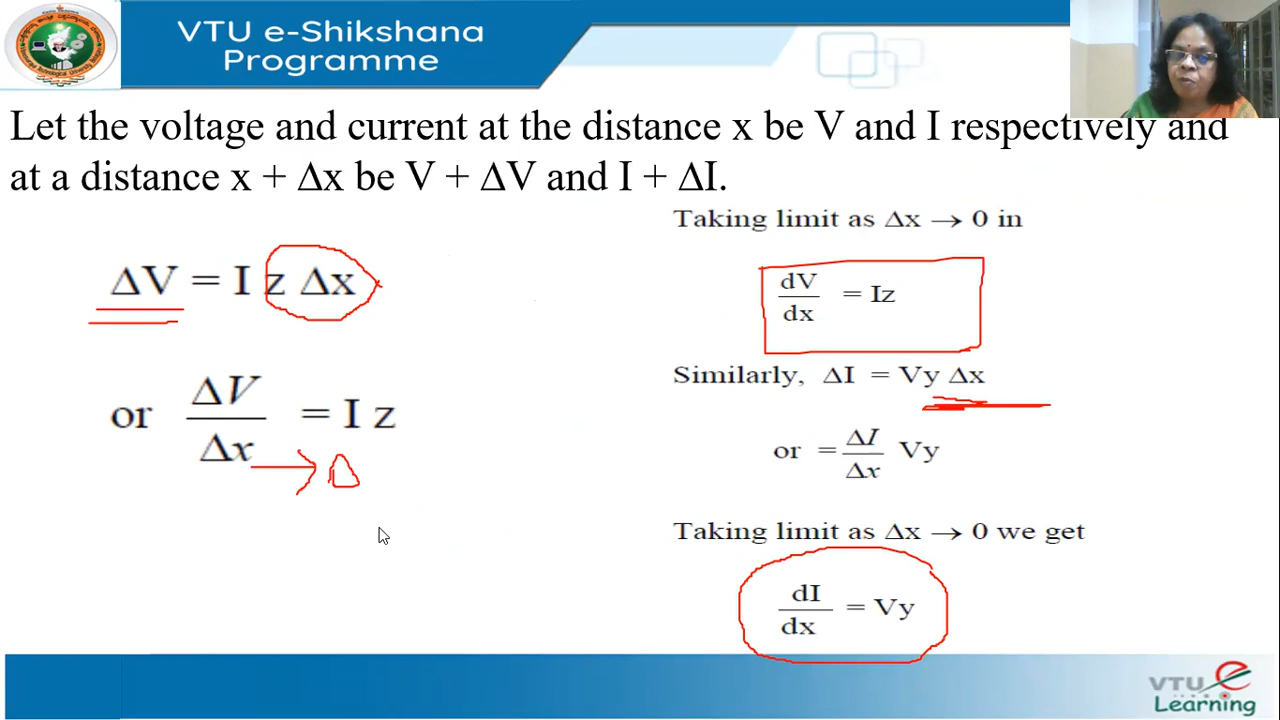 VTU e-Shikshana
Programme
Let the voltage and current at the distance x be V and I respectively and
at a distance x + Δx be V + ΔV and I + ΔI.
ΔV = I z Δx
or ΔV/Δx = I z
→ 0
Taking limit as Δx → 0 in
dV/dx = Iz
Similarly, ΔI = Vy Δx
or = ΔI/Δx Vy
Taking limit as Δx → 0 we get
dI/dx = Vy
VTU e
Learning